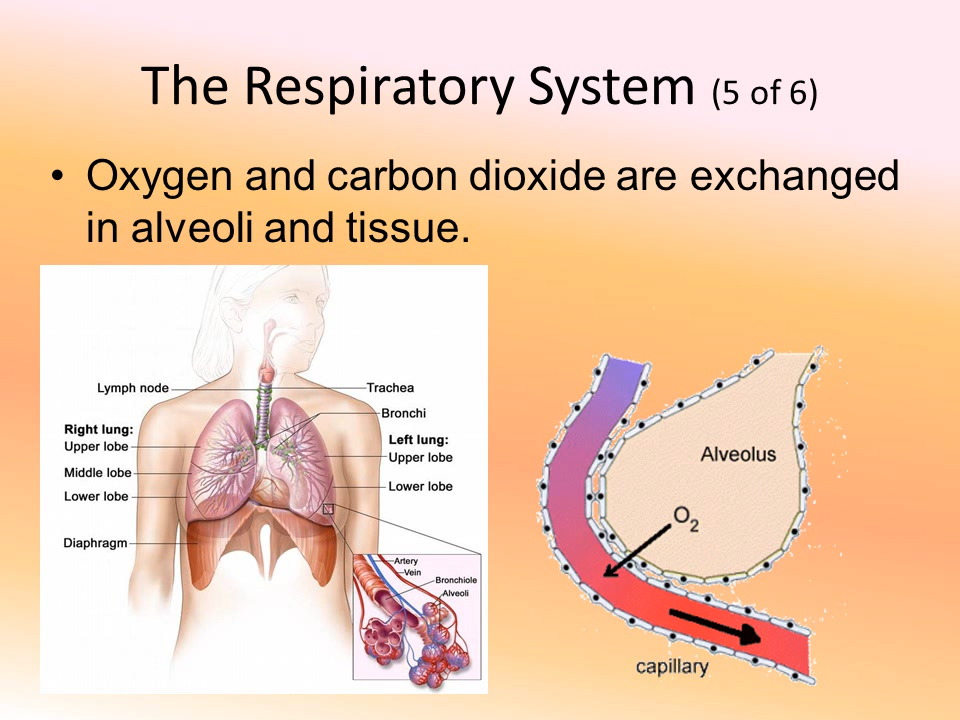 The Respiratory System (5 of 6)
• Oxygen and carbon dioxide are exchanged
in alveoli and tissue.
Lymph node
Trachea
Bronchi
Right lung:
Upper lobe
Middle lobe
Lower lobe
Left lung:
Upper lobe
Lower lobe
Diaphragm
Artery
Vein
Bronchiole
Alveoli
Alveolus
O2
capillary